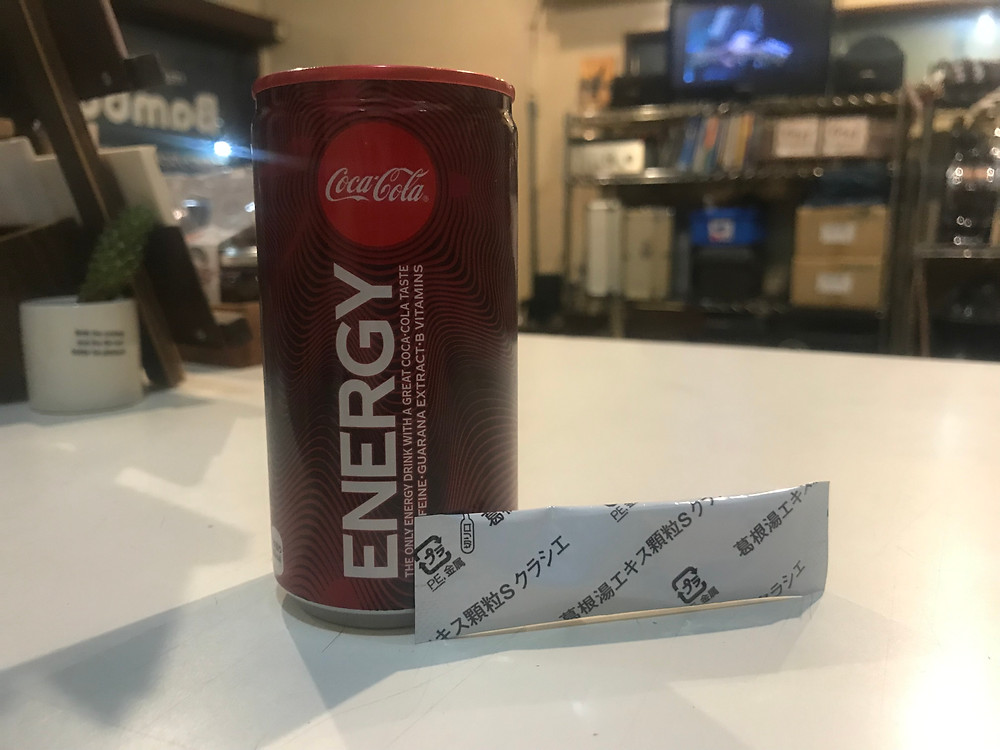 Coca-Cola
ENERGY
THE ONLY ENERGY DRINK WITH A GREAT COCA-COLA TASTE
FEINE·GUARANA EXTRACT·B VITAMINS
切り口
プラ
PE, 金属
キス顆粒S クラシエ
葛根湯エキス顆粒S クラ
葛根湯エキス
プラ
金属
ラシエ